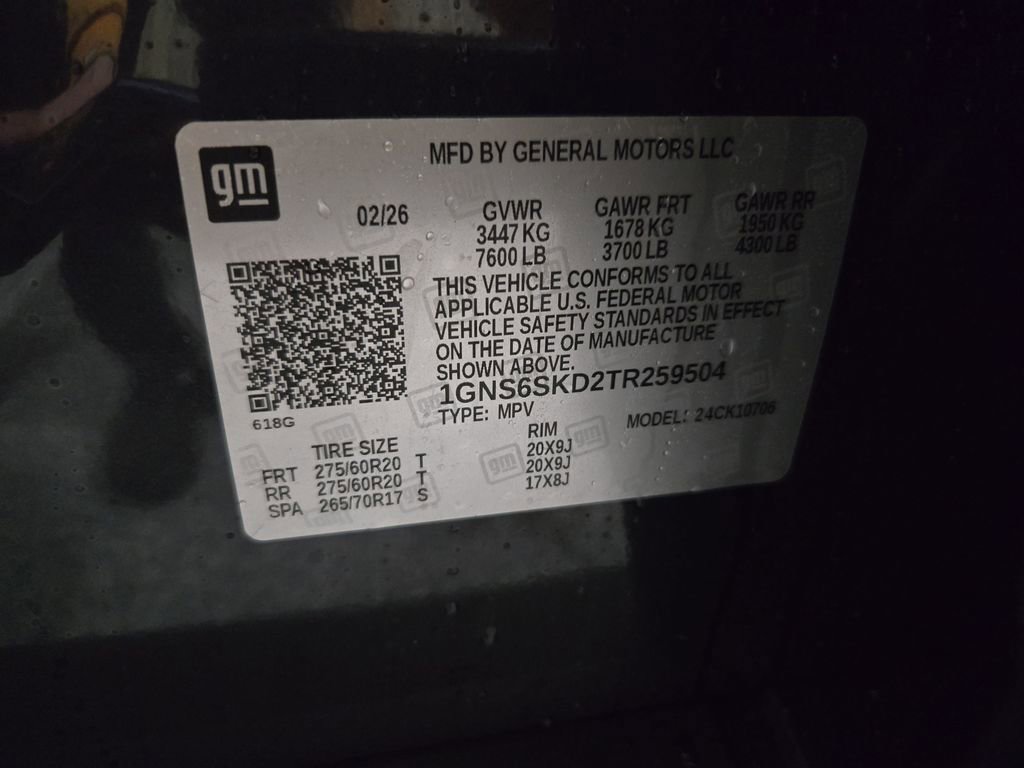 gm
MFD BY GENERAL MOTORS LLC
02/26 GVWR GAWR FRT GAWR RR
3447 KG 1678 KG 1950 KG
7600 LB 3700 LB 4300 LB
THIS VEHICLE CONFORMS TO ALL
APPLICABLE U.S. FEDERAL MOTOR
VEHICLE SAFETY STANDARDS IN EFFECT
ON THE DATE OF MANUFACTURE
SHOWN ABOVE.
1GNS6SKD2TR259504
TYPE: MPV MODEL: 24CK10706
618G
TIRE SIZE RIM
FRT 275/60R20 T 20X9J
RR 275/60R20 T 20X9J
SPA 265/70R17 S 17X8J